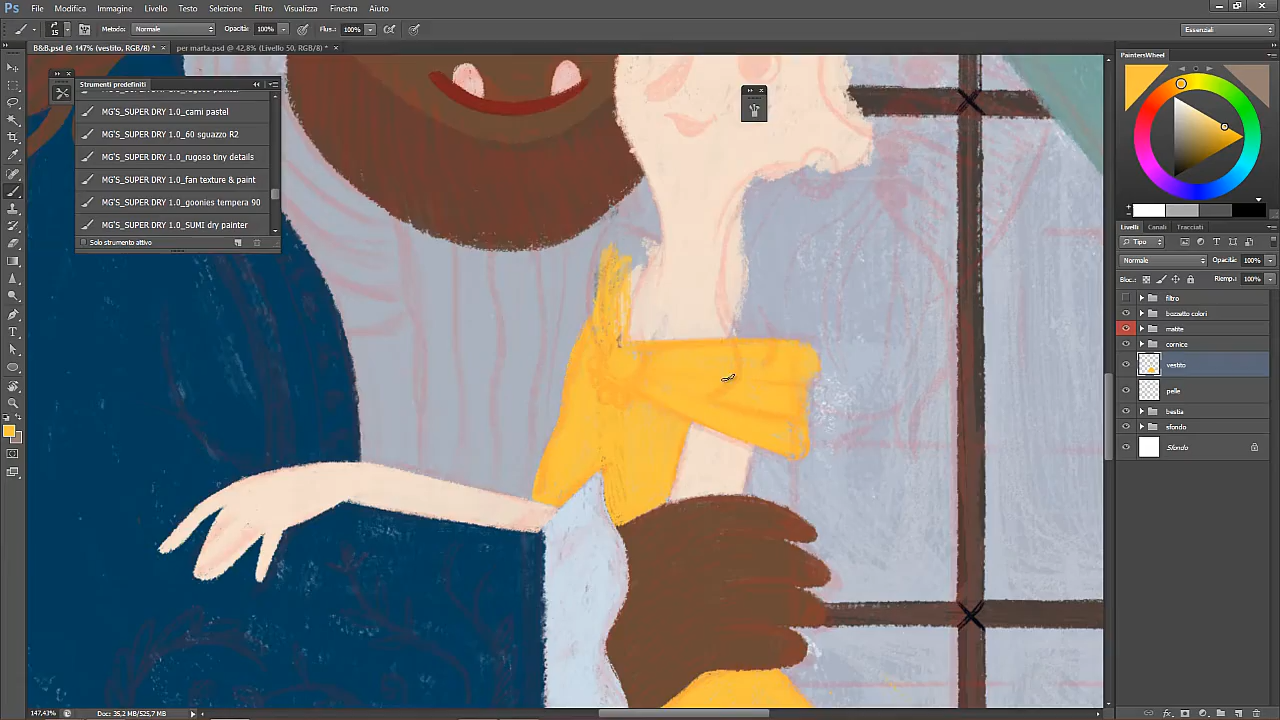 Ps File Modifica Immagine Livello Testo Selezione Filtro Visualizza Finestra Aiuto
15 Metodo: Normale Opacità: 100% Flus.: 100% Essenziali
B&B.psd @ 147% (vestito, RGB/8) * × per marta.psd @ 42,8% (Livello 50, RGB/8) * ×
PaintersWheel
Strumenti predefiniti
MG'S_SUPER DRY 1.0_cami pastel
MG'S_SUPER DRY 1.0_60 sguazzo R2
MG'S_SUPER DRY 1.0_rugoso tiny details
MG'S_SUPER DRY 1.0_fan texture & paint
MG'S_SUPER DRY 1.0_goonies tempera 90
MG'S_SUPER DRY 1.0_SUMI dry painter
Solo strumento attivo
Livelli Canali Tracciati
Tipo
Normale Opacità: 100%
Bloc.: Riemp.: 100%
filtro
bozzatto colori
matite
cornice
vestito
pelle
bestia
sfondo
Sfondo
147,43% Doc: 35,2 MB/525,7 MB